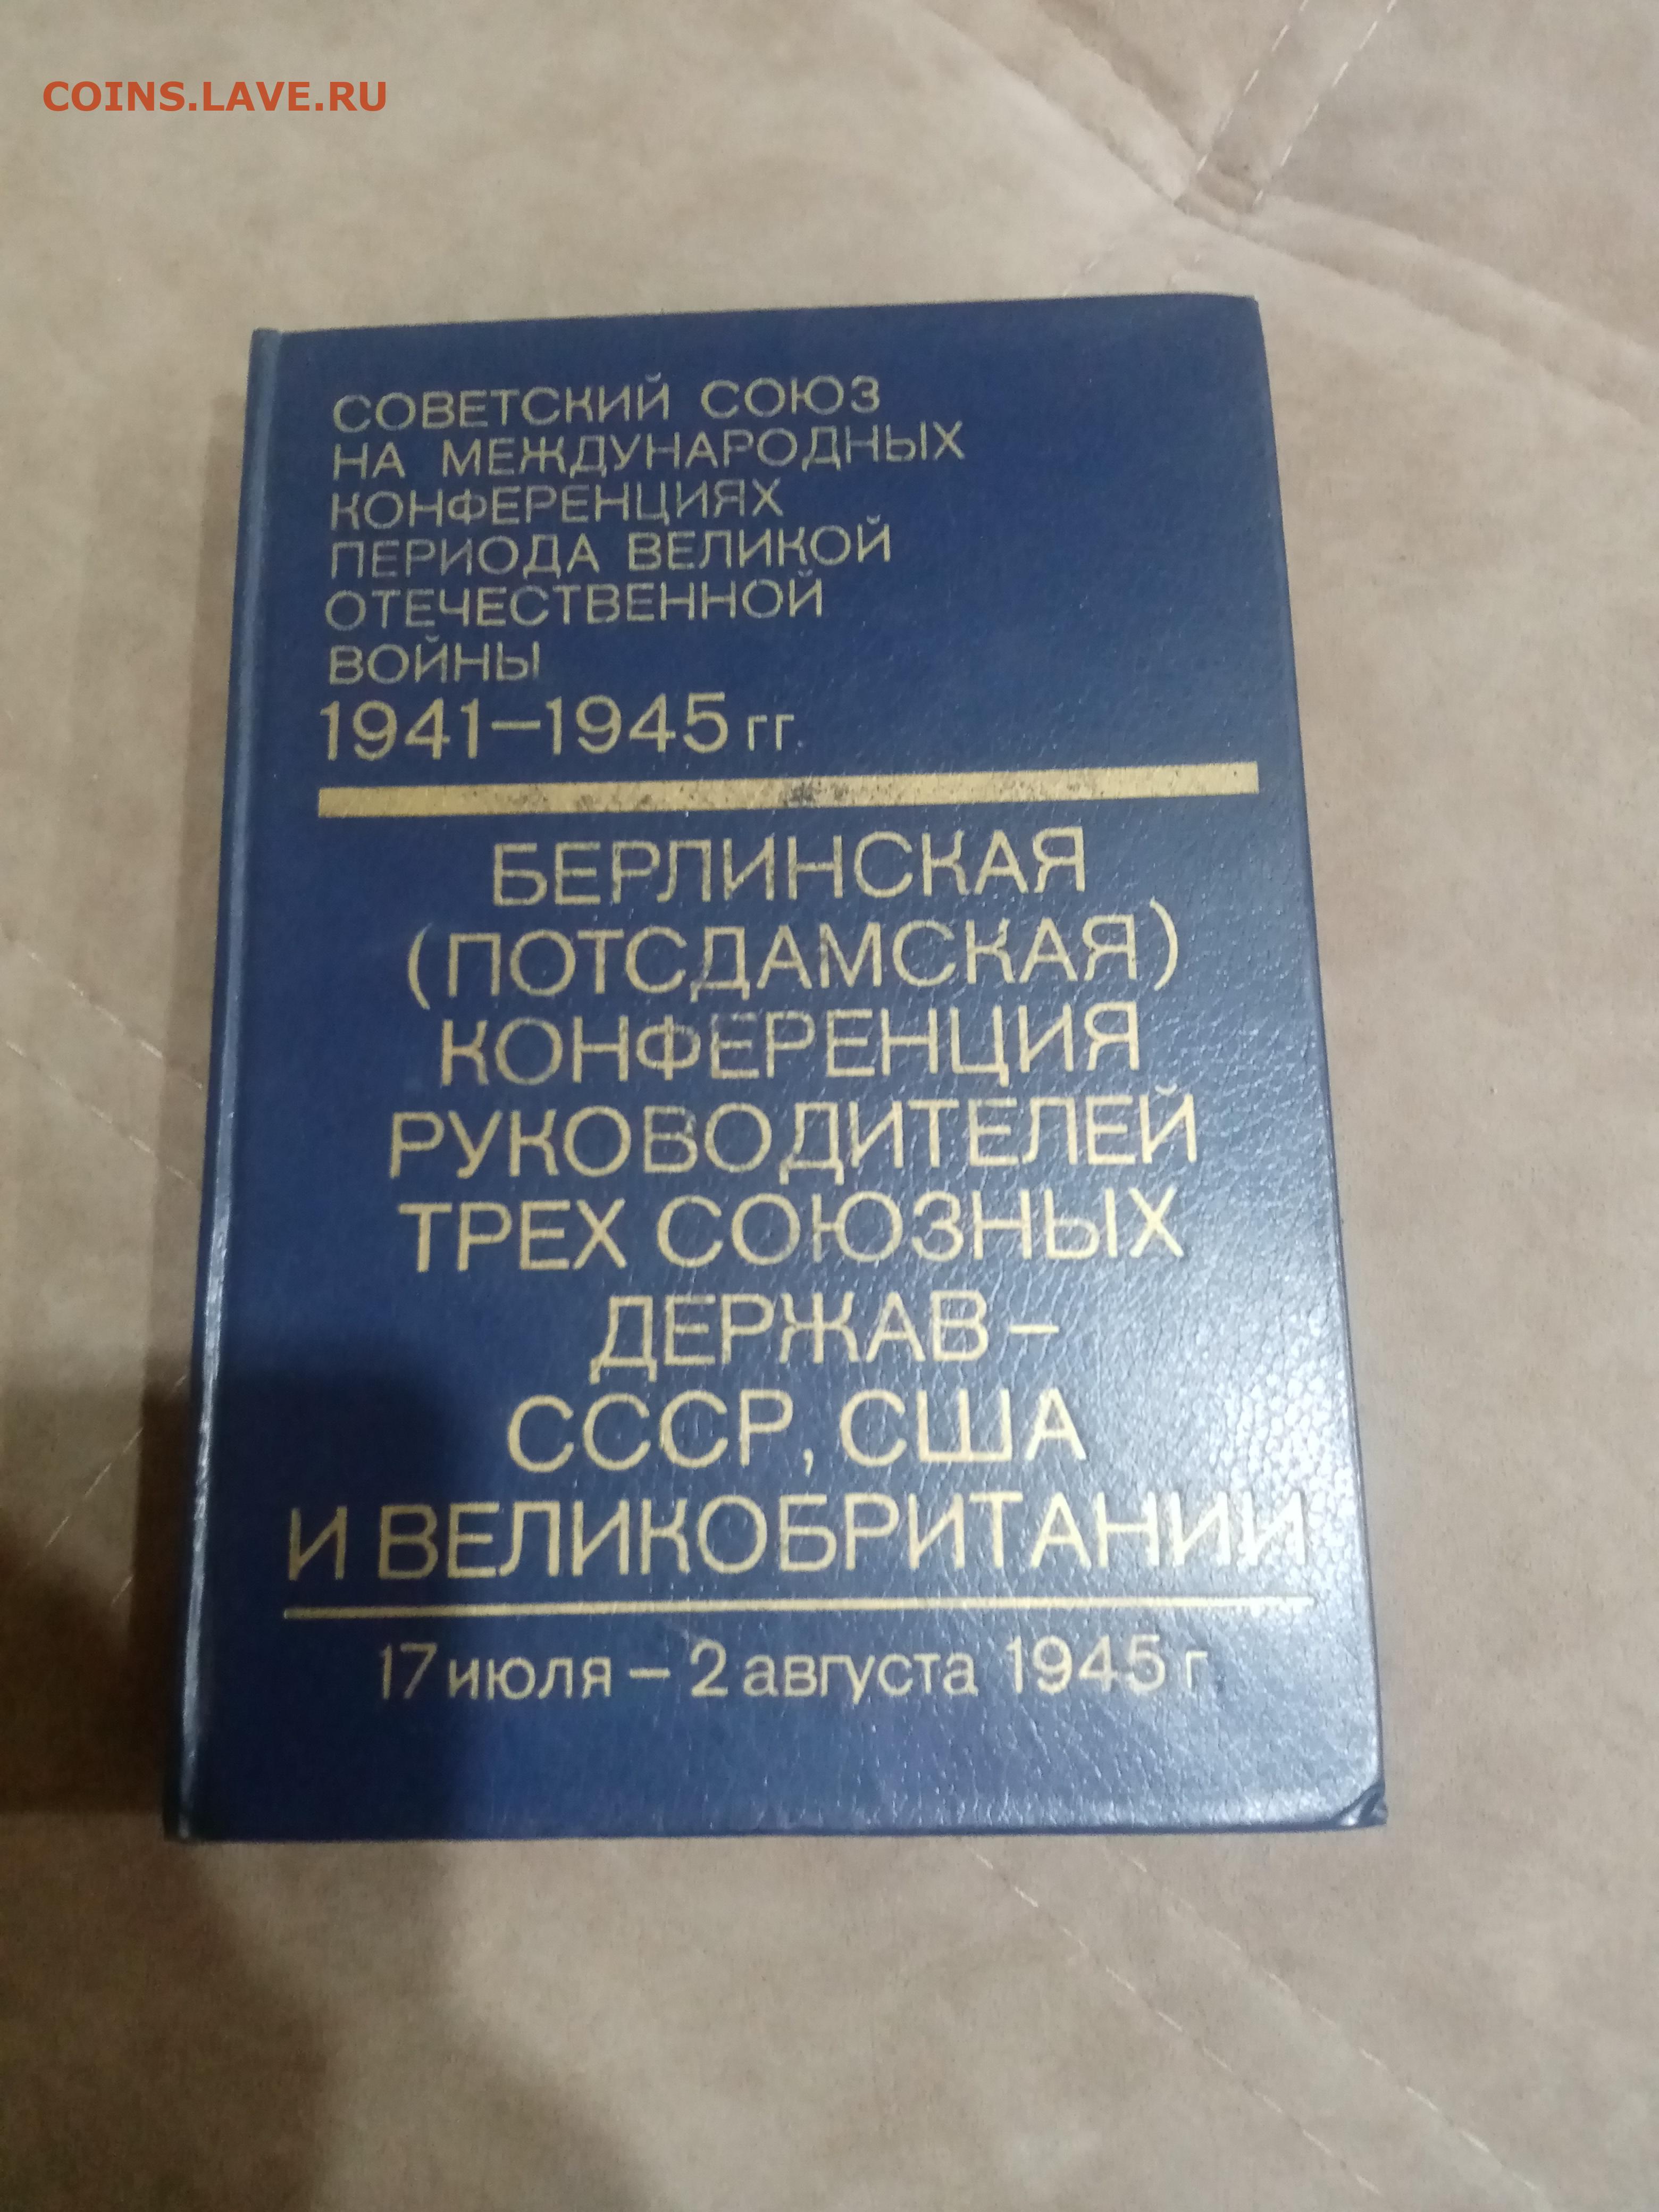 COINS.LAVE.RU
СОВЕТСКИЙ СОЮЗ
НА МЕЖДУНАРОДНЫХ
КОНФЕРЕНЦИЯХ
ПЕРИОДА ВЕЛИКОЙ
ОТЕЧЕСТВЕННОЙ
ВОЙНЫ
1941–1945 гг.
БЕРЛИНСКАЯ
(ПОТСДАМСКАЯ)
КОНФЕРЕНЦИЯ
РУКОВОДИТЕЛЕЙ
ТРЕХ СОЮЗНЫХ
ДЕРЖАВ –
СССР, США
И ВЕЛИКОБРИТАНИИ
17 июля – 2 августа 1945 г.